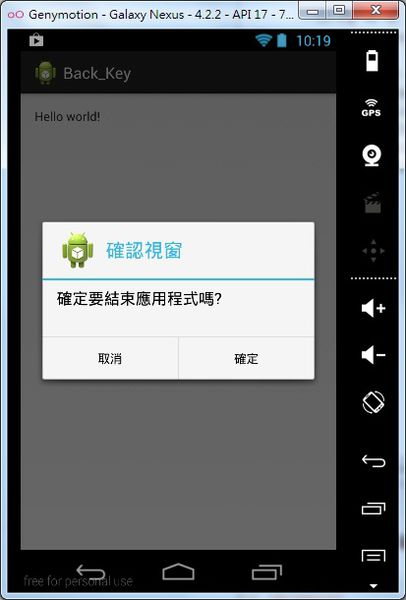 Genymotion - Galaxy Nexus - 4.2.2 - API 17 - 7...
10:19
Back_Key
GPS
Hello world!
確認視窗
確定要結束應用程式嗎?
取消
確定
free for personal use